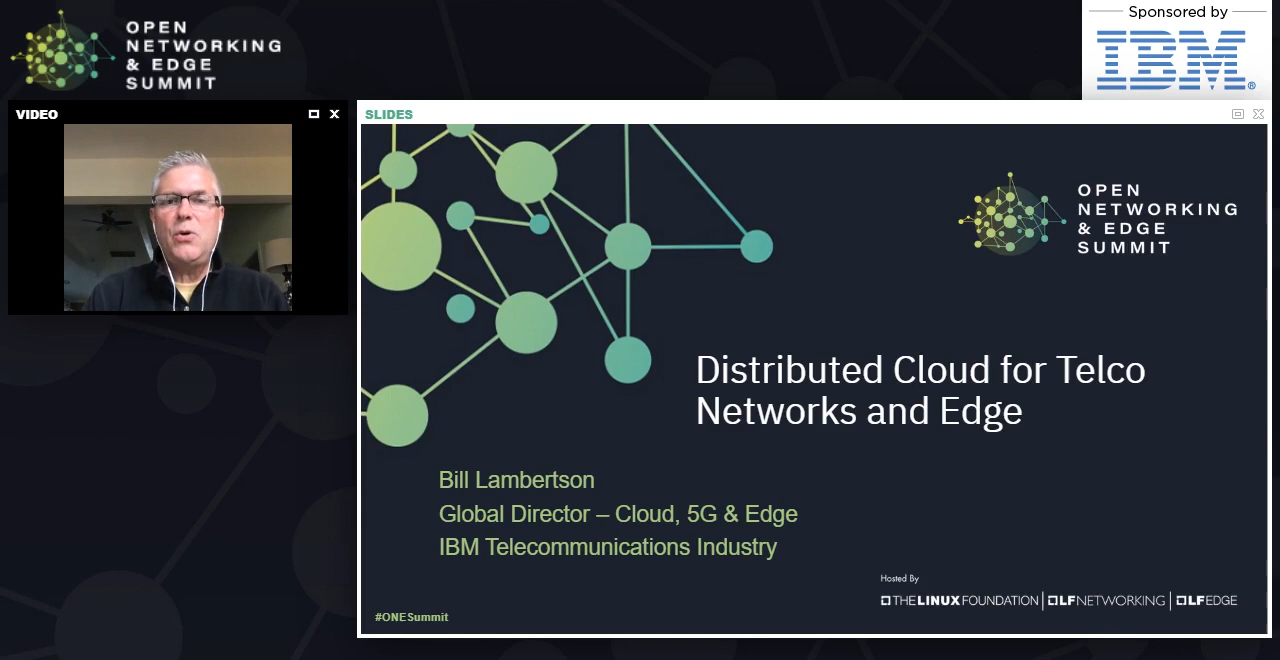 OPEN
NETWORKING
& EDGE
SUMMIT
Sponsored by
IBM®
VIDEO
SLIDES
OPEN
NETWORKING
& EDGE
SUMMIT
Distributed Cloud for Telco
Networks and Edge
Bill Lambertson
Global Director – Cloud, 5G & Edge
IBM Telecommunications Industry
Hosted By
THE LINUX FOUNDATION | LF NETWORKING | LF EDGE
#ONESummit